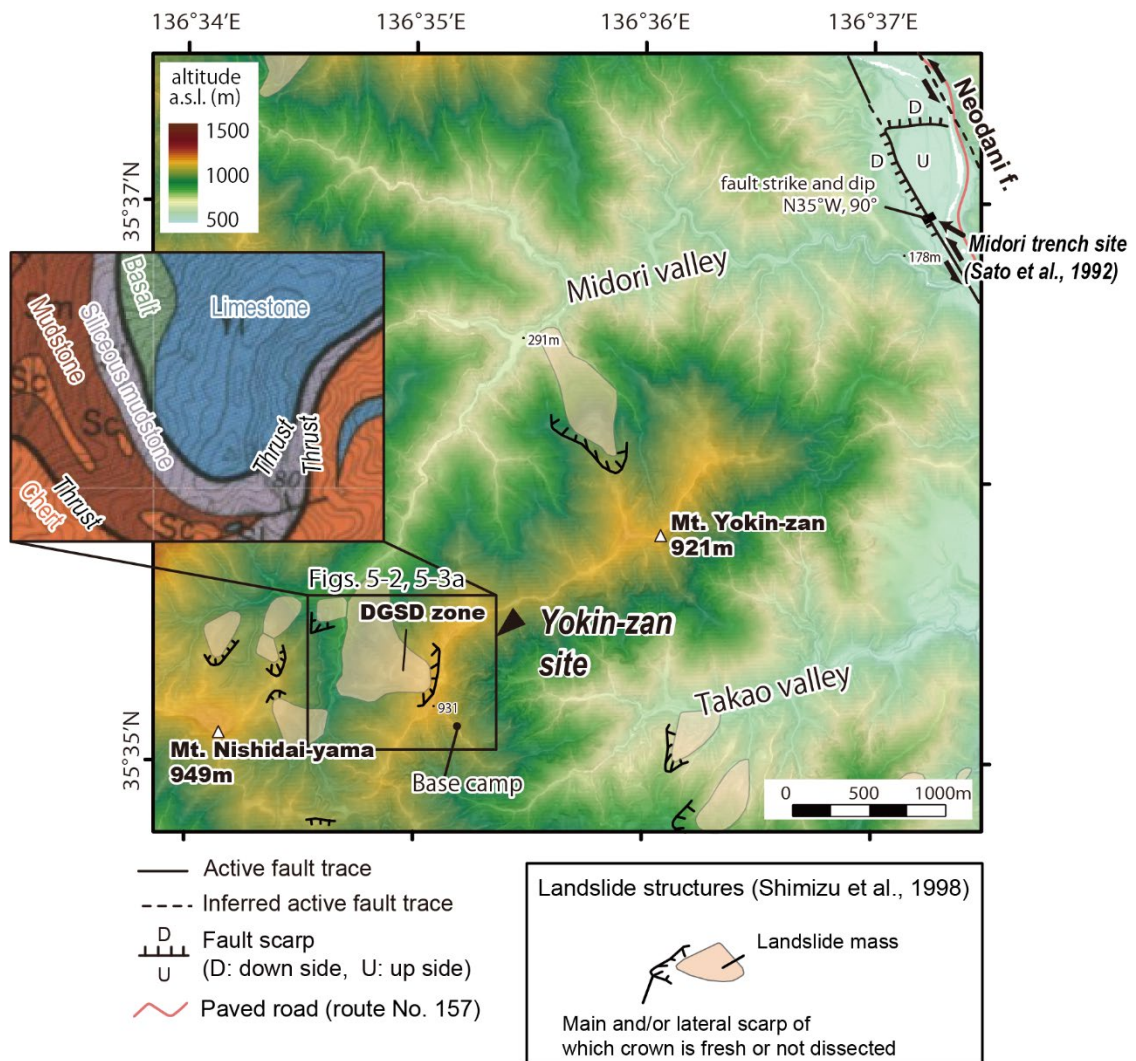 136°34'E
136°35'E
136°36'E
136°37'E
altitude
a.s.l. (m)
1500
1000
500
35°37'N
35°35'N
D
D
U
Neodani f.
fault strike and dip
N35°W, 90°
Midori trench site
(Sato et al., 1992)
178m
Midori valley
291m
Basalt
Limestone
Mudstone
Siliceous mudstone
Sc
Sc
Thrust
Thrust
Thrust
Chert
Mt. Yokin-zan
921m
Figs. 5-2, 5-3a
DGSD zone
Yokin-zan
site
931
Takao valley
Mt. Nishidai-yama
949m
Base camp
0 500 1000m
Active fault trace
Inferred active fault trace
D
U
Fault scarp
(D: down side, U: up side)
Paved road (route No. 157)
Landslide structures (Shimizu et al., 1998)
Landslide mass
Main and/or lateral scarp of
which crown is fresh or not dissected